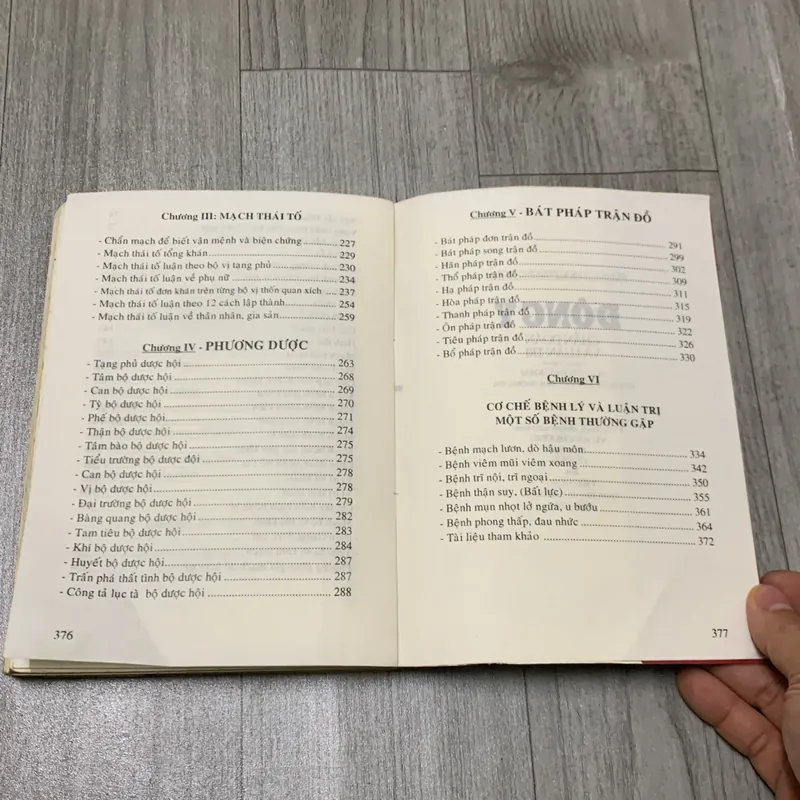 Chương III: MẠCH THÁI TỐ
- Chẩn mạch để biết vận mệnh và biện chứng 227
- Mạch thái tố tổng khán 229
- Mạch thái tố luận theo bộ vị tạng phủ 230
- Mạch thái tố luận về phụ nữ 234
- Mạch thái tố đơn khán trên từng bộ vị thốn quan xích 237
- Mạch thái tố luận theo 12 cách lập thành 254
- Mạch thái tố luận về thân nhân, gia sản 259
Chương IV - PHƯƠNG DƯỢC
- Tạng phủ dược hội 263
- Tâm bộ dược hội 268
- Can bộ dược hội 269
- Tỳ bộ dược hội 270
- Phế bộ dược hội 271
- Thận bộ dược hội 274
- Tâm bào bộ dược hội 275
- Tiểu trường bộ dược đội 275
- Can bộ dược hội 278
- Vị bộ dược hội 278
- Đại trường bộ dược hội 279
- Bàng quang bộ dược hội 282
- Tam tiêu bộ dược hội 283
- Khí bộ dược hội 284
- Huyết bộ dược hội 287
- Trấn phá thất tình bộ dược hội 287
- Công tả lục tà bộ dược hội 288
376
Chương V - BÁT PHÁP TRẬN ĐỒ
- Bát pháp đơn trận đồ 291
- Bát pháp song trận đồ 299
- Hãn pháp trận đồ 302
- Thổ pháp trận đồ 309
- Hạ pháp trận đồ 311
- Hòa pháp trận đồ 315
- Thanh pháp trận đồ 319
- Ôn pháp trận đồ 322
- Tiêu pháp trận đồ 326
- Bổ pháp trận đồ 330
Chương VI
CƠ CHẾ BỆNH LÝ VÀ LUẬN TRỊ
MỘT SỐ BỆNH THƯỜNG GẶP
- Bệnh mạch lươn, dò hậu môn 334
- Bệnh viêm mũi viêm xoang 342
- Bệnh trĩ nội, trĩ ngoại 350
- Bệnh thận suy, (Bất lực) 355
- Bệnh mụn nhọt lở ngứa, u bướu 361
- Bệnh phong thấp, đau nhức 364
- Tài liệu tham khảo 372
377